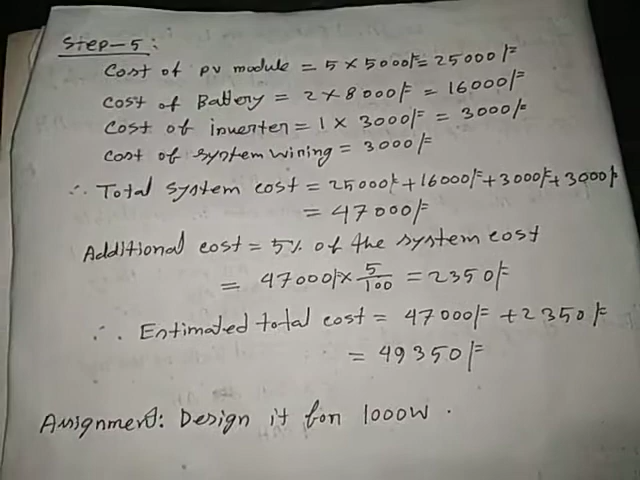 Step-5:
Cost of PV module = 5 × 5000/= = 25000/=
Cost of Battery = 2 × 8000/= = 16000/=
Cost of inverter = 1 × 3000/= = 3000/=
Cost of system wiring = 3000/=
∴ Total system cost = 25000/= + 16000/= + 3000/= + 3000/=
= 47000/=
Additional cost = 5% of the system cost
= 47000/= × 5/100 = 2350/=
∴ Estimated total cost = 47000/= + 2350/=
= 49350/=
Assignment: Design it for 1000W.